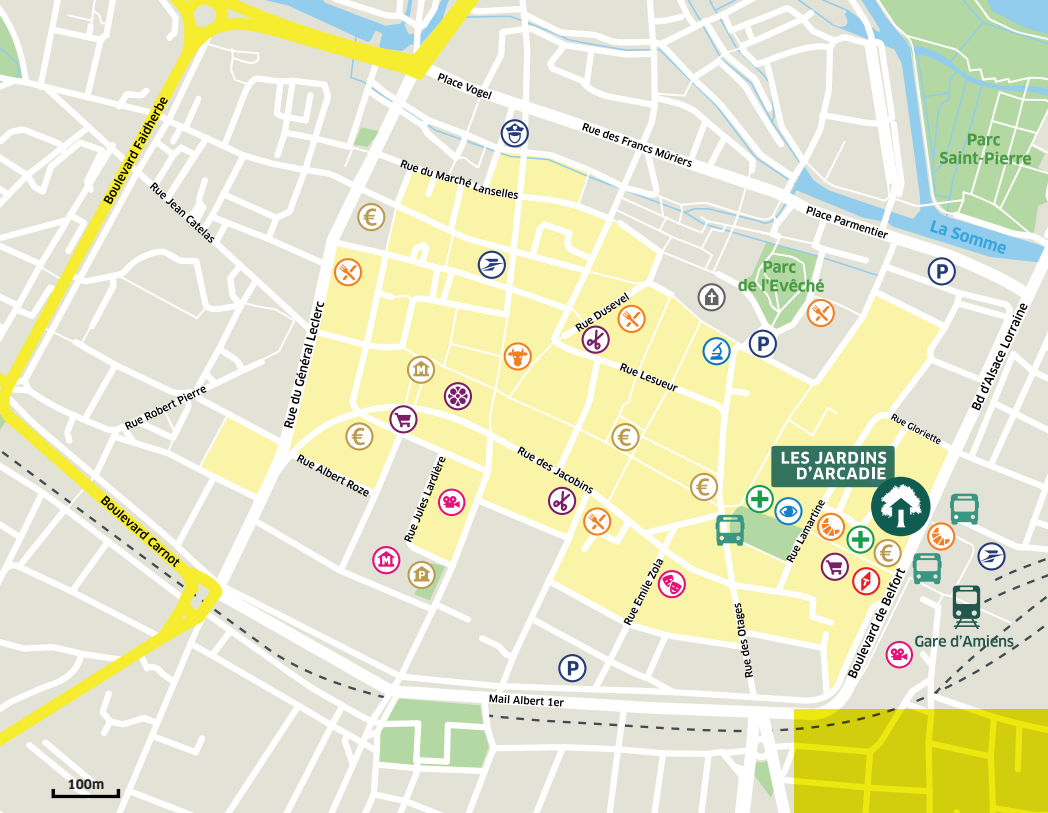 Place Vogel
Rue des Francs Mûriers
Boulevard Faidherbe
Parc
Saint-Pierre
Rue du Marché Lanselles
Rue Jean Catelas
€
Place Parmentier
La Somme
Parc
de l'Evêché
P
Rue Dusevel
Bd d'Alsace Lorraine
Rue du Général Leclerc
P
Rue Lesueur
M
Rue Robert Pierre
Rue Gloriette
€
€
Rue Albert Roze
Rue des Jacobins
LES JARDINS
D'ARCADIE
€
Rue Jules Lardière
Boulevard Carnot
Rue Lamartine
€
M
P
Rue Emile Zola
Rue des Otages
Boulevard de Belfort
Gare d'Amiens
P
Mail Albert 1er
100m